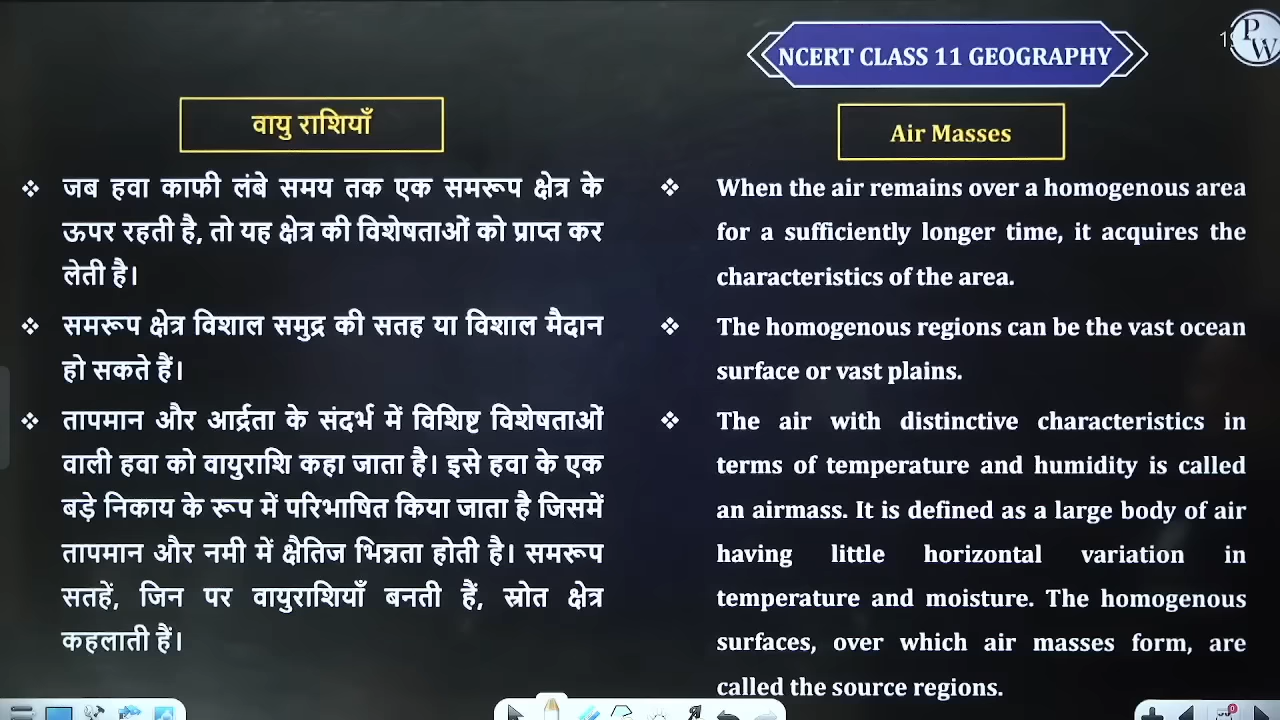 NCERT CLASS 11 GEOGRAPHY
PW
वायु राशियाँ
❖ जब हवा काफी लंबे समय तक एक समरूप क्षेत्र के
ऊपर रहती है, तो यह क्षेत्र की विशेषताओं को प्राप्त कर
लेती है।
❖ समरूप क्षेत्र विशाल समुद्र की सतह या विशाल मैदान
हो सकते हैं।
❖ तापमान और आर्द्रता के संदर्भ में विशिष्ट विशेषताओं
वाली हवा को वायुराशि कहा जाता है। इसे हवा के एक
बड़े निकाय के रूप में परिभाषित किया जाता है जिसमें
तापमान और नमी में क्षैतिज भिन्नता होती है। समरूप
सतहें, जिन पर वायुराशियाँ बनती हैं, स्रोत क्षेत्र
कहलाती हैं।
Air Masses
❖ When the air remains over a homogenous area
for a sufficiently longer time, it acquires the
characteristics of the area.
❖ The homogenous regions can be the vast ocean
surface or vast plains.
❖ The air with distinctive characteristics in
terms of temperature and humidity is called
an airmass. It is defined as a large body of air
having little horizontal variation in
temperature and moisture. The homogenous
surfaces, over which air masses form, are
called the source regions.